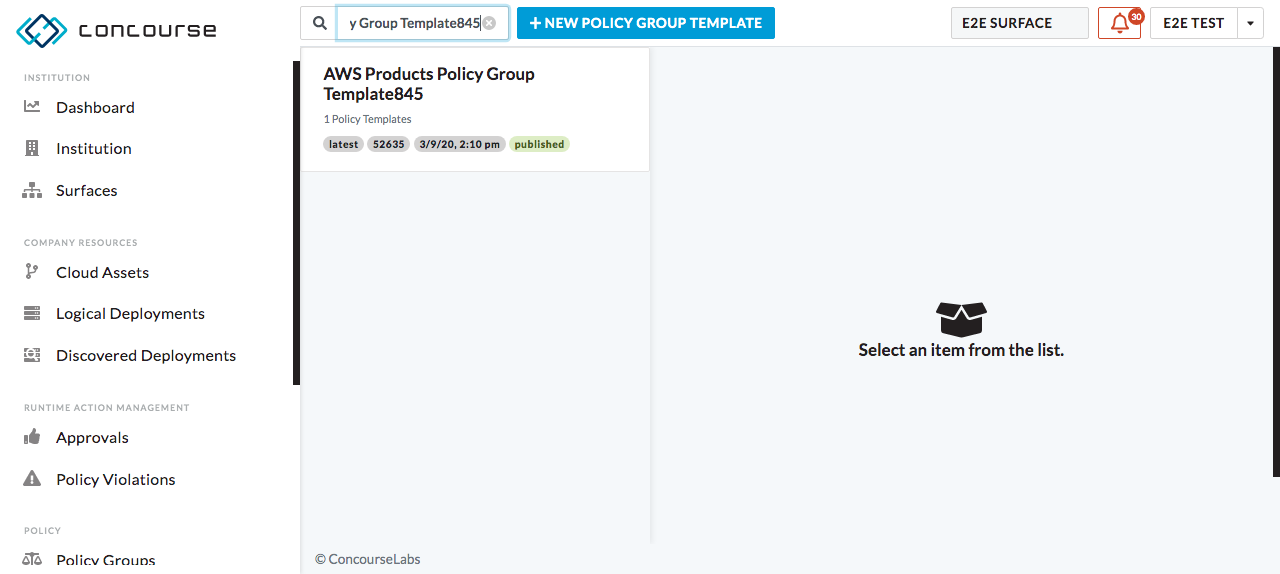 concourse
y Group Template845
+ NEW POLICY GROUP TEMPLATE
E2E SURFACE
30
E2E TEST
INSTITUTION
Dashboard
Institution
Surfaces
COMPANY RESOURCES
Cloud Assets
Logical Deployments
Discovered Deployments
RUNTIME ACTION MANAGEMENT
Approvals
Policy Violations
POLICY
Policy Groups
AWS Products Policy Group
Template845
1 Policy Templates
latest 52635 3/9/20, 2:10 pm published
Select an item from the list.
© ConcourseLabs